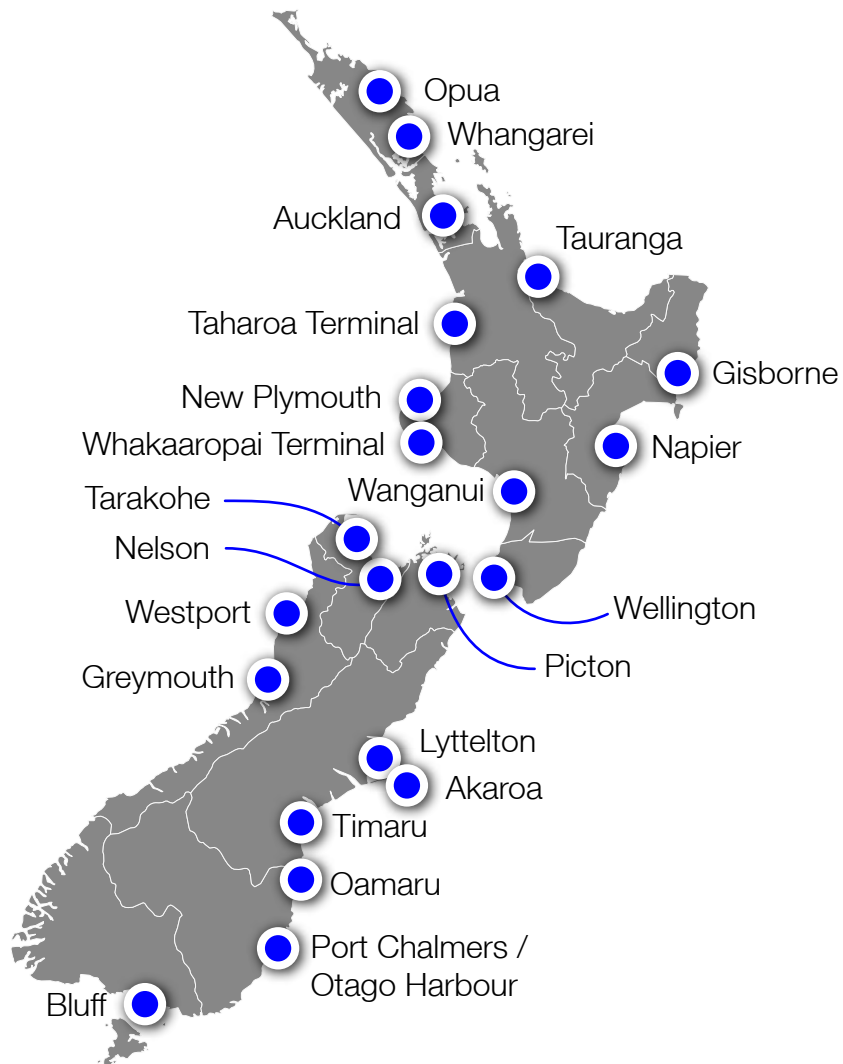 Opua
Whangarei
Auckland
Tauranga
Taharoa Terminal
Gisborne
New Plymouth
Whakaaropai Terminal
Napier
Wanganui
Tarakohe
Nelson
Westport
Wellington
Picton
Greymouth
Lyttelton
Akaroa
Timaru
Oamaru
Port Chalmers /
Otago Harbour
Bluff